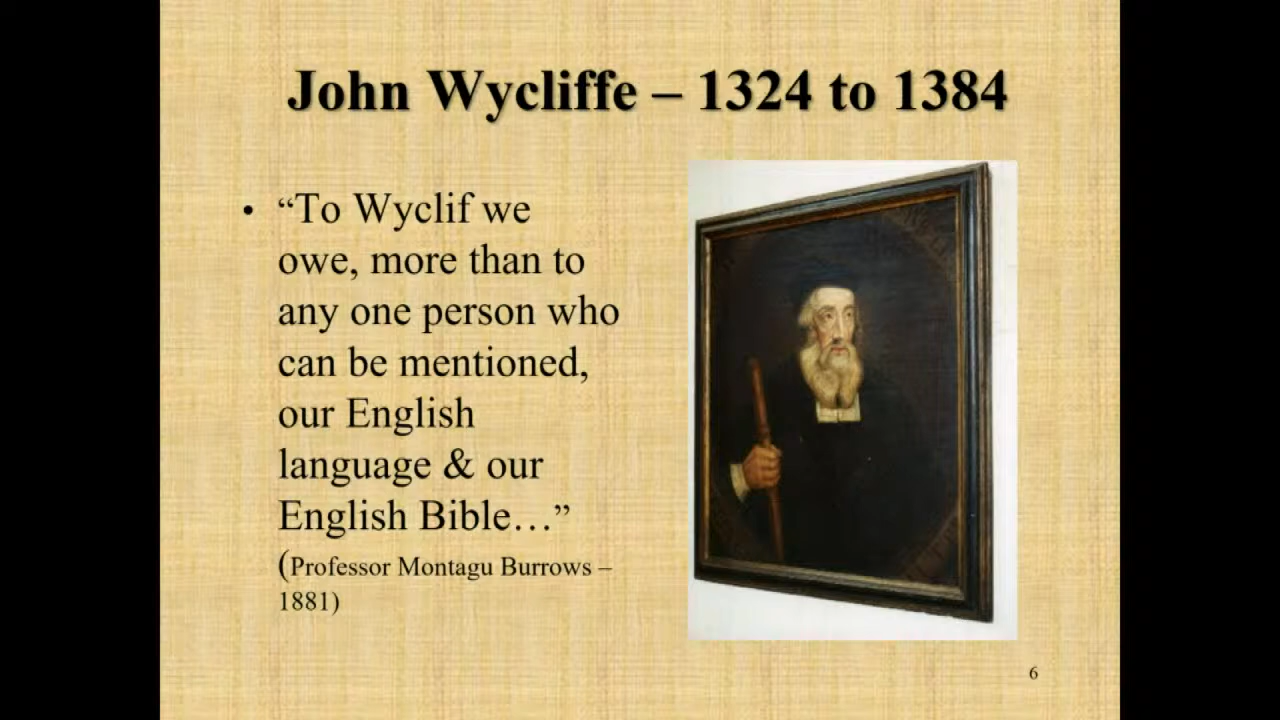 John Wycliffe – 1324 to 1384
• “To Wyclif we
owe, more than to
any one person who
can be mentioned,
our English
language & our
English Bible…”
(Professor Montagu Burrows –
1881)
6